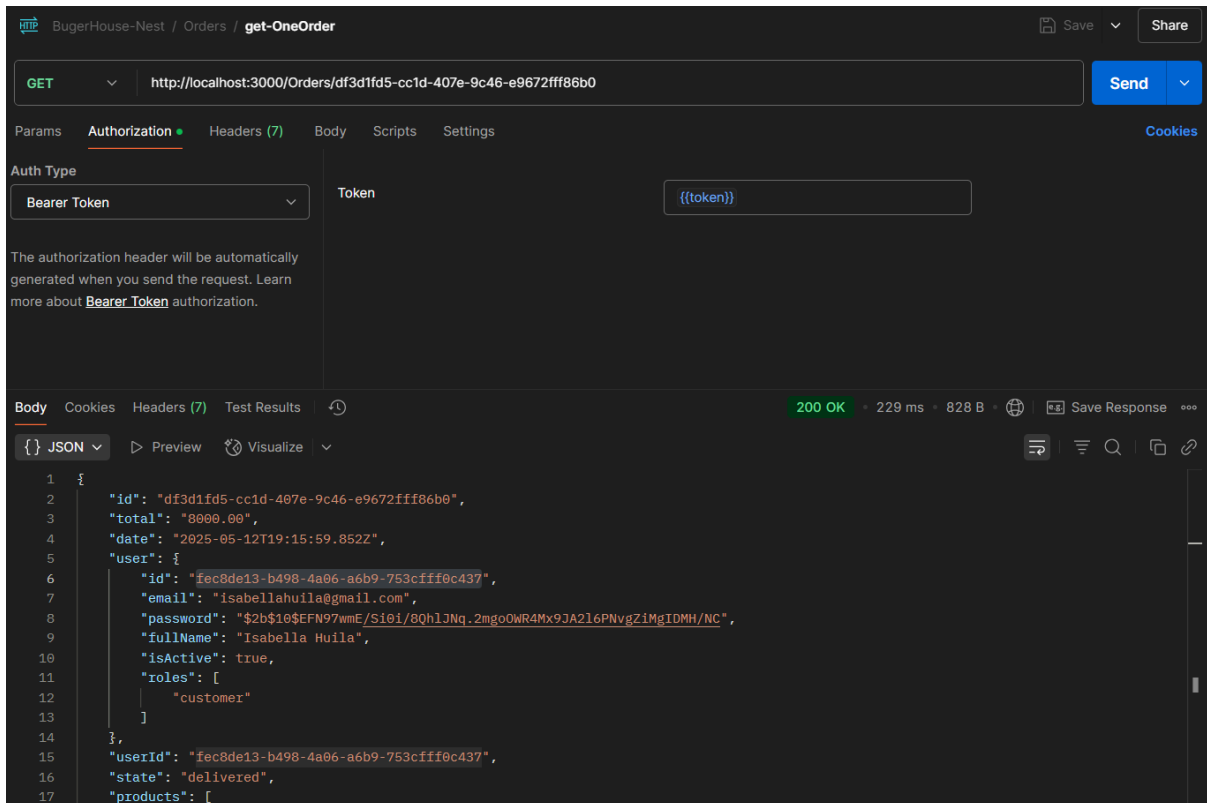 HTTP BugerHouse-Nest / Orders / get-OneOrder Save Share
GET http://localhost:3000/Orders/df3d1fd5-cc1d-407e-9c46-e9672fff86b0 Send
Params Authorization Headers (7) Body Scripts Settings Cookies
Auth Type
Bearer Token
Token {{token}}
The authorization header will be automatically
generated when you send the request. Learn
more about Bearer Token authorization.
Body Cookies Headers (7) Test Results 200 OK • 229 ms • 828 B e.g. Save Response
{} JSON Preview Visualize
1 {
2 "id": "df3d1fd5-cc1d-407e-9c46-e9672fff86b0",
3 "total": "8000.00",
4 "date": "2025-05-12T19:15:59.852Z",
5 "user": {
6 "id": "fec8de13-b498-4a06-a6b9-753cfff0c437",
7 "email": "isabellahuila@gmail.com",
8 "password": "$2b$10$EFN97wmE/Si0i/8QhlJNq.2mgoOWR4Mx9JA2l6PNvgZiMgIDMH/NC",
9 "fullName": "Isabella Huila",
10 "isActive": true,
11 "roles": [
12 "customer"
13 ]
14 },
15 "userId": "fec8de13-b498-4a06-a6b9-753cfff0c437",
16 "state": "delivered",
17 "products": [